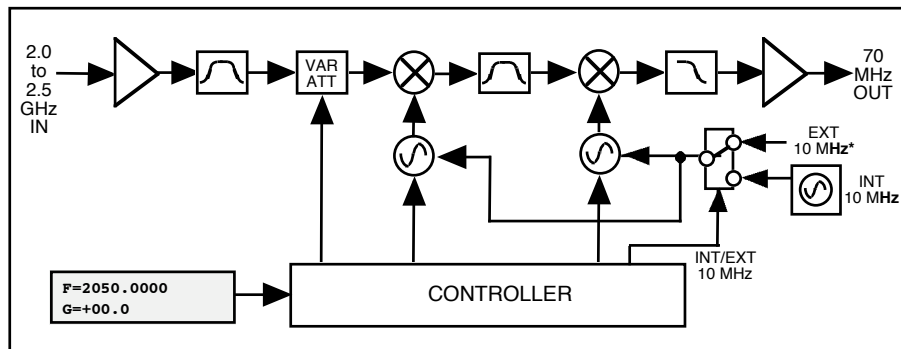 2.0
to
2.5
GHz
IN
VAR
ATT
70
MHz
OUT
EXT
10 MHz*
INT
10 MHz
INT/EXT
10 MHz
F=2050.0000
G=+00.0
CONTROLLER